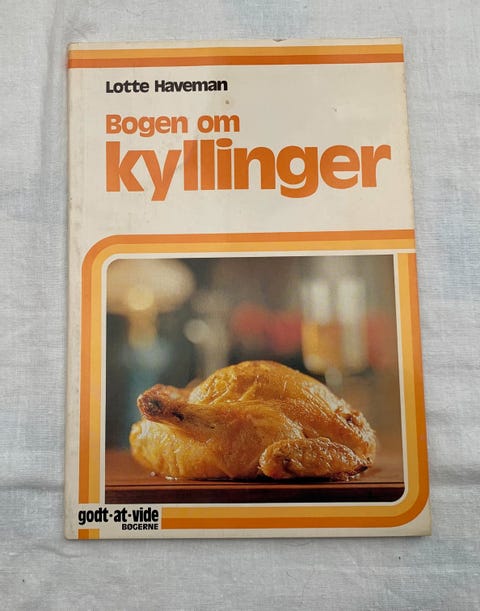 Lotte Haveman
Bogen om
kyllinger
godt·at·vide
BØGERNE